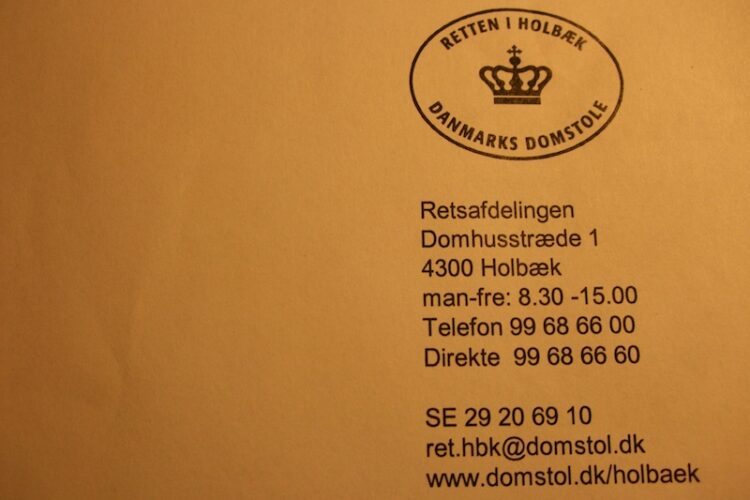 RETTEN I HOLBÆK
DANMARKS DOMSTOLE
Retsafdelingen
Domhusstræde 1
4300 Holbæk
man-fre: 8.30 -15.00
Telefon 99 68 66 00
Direkte 99 68 66 60
SE 29 20 69 10
ret.hbk@domstol.dk
www.domstol.dk/holbaek